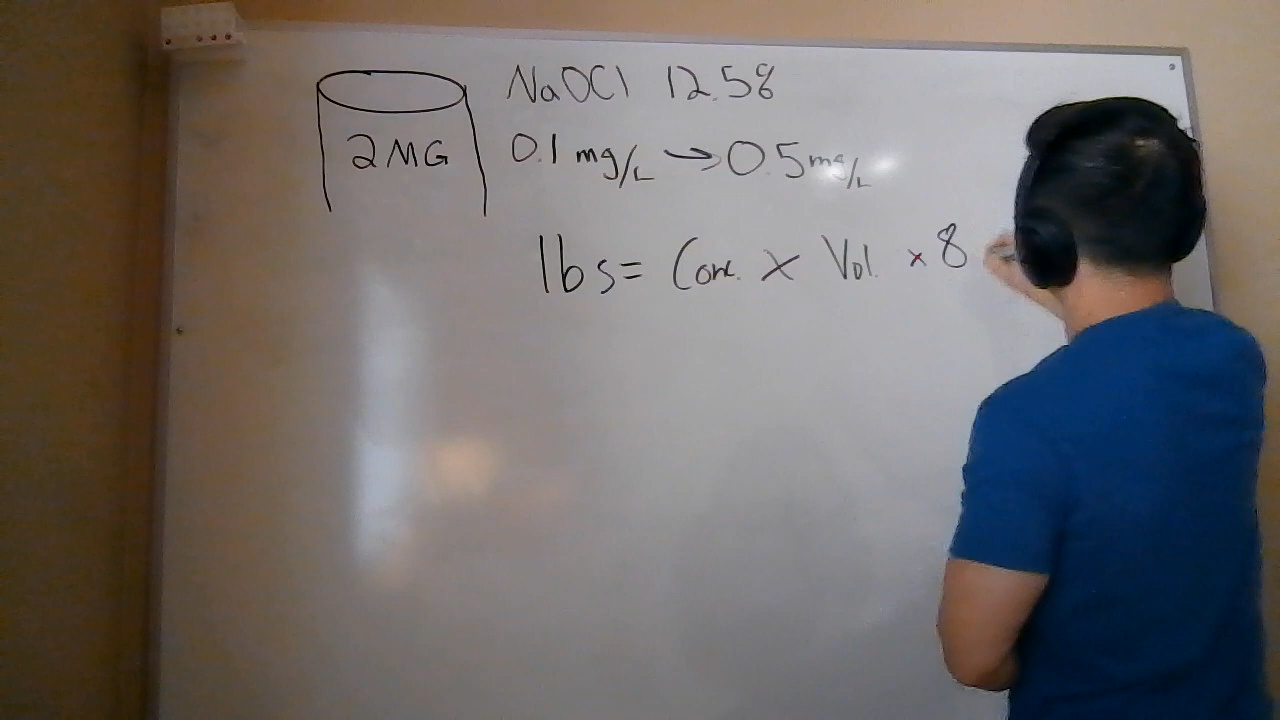 NaOCl 12.5%
2MG
0.1 mg/L → 0.5 mg/L
lbs = Conc. x Vol. x 8